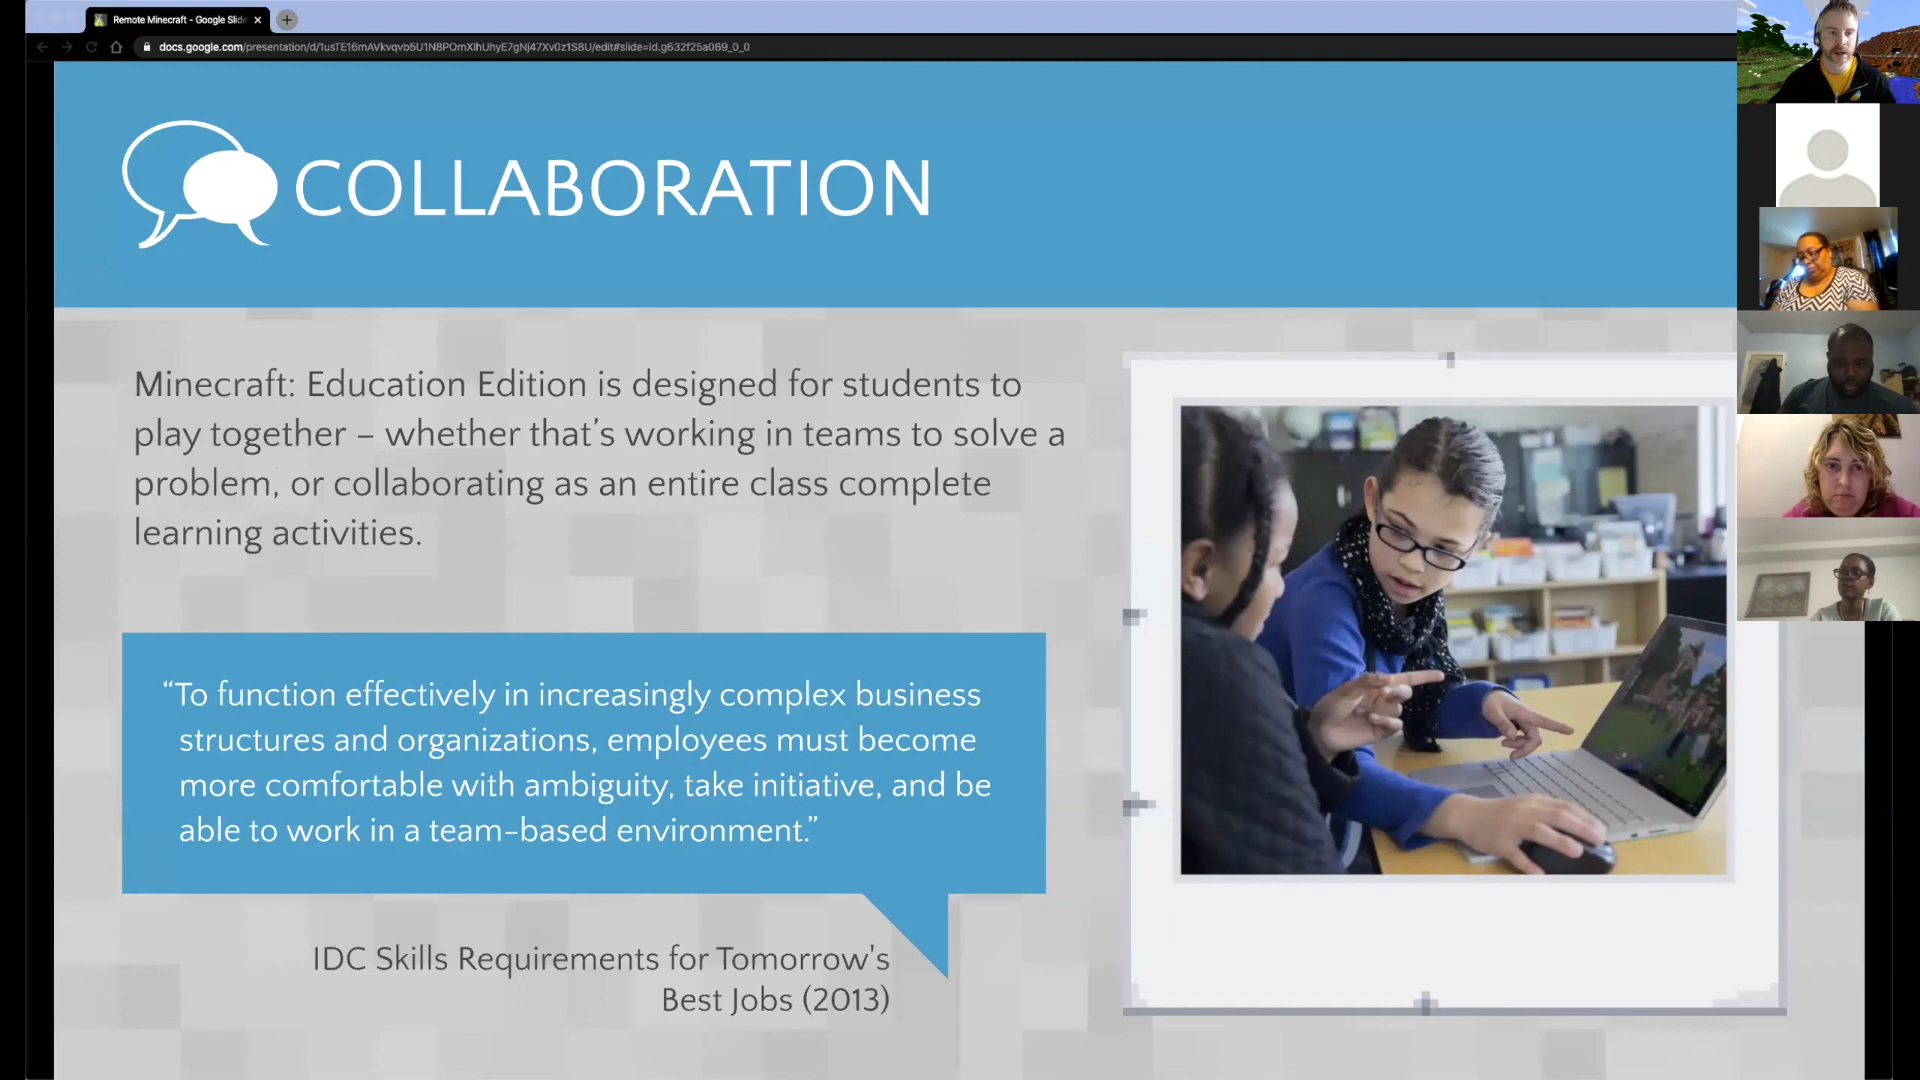 Remote Minecraft - Google Slide
docs.google.com/presentation/d/1usTE16mAVkvqvb5U1N8POmXlhUhyE7gNj47Xv0z1S8U/edit#slide=id.g632f25a069_0_0
COLLABORATION
Minecraft: Education Edition is designed for students to
play together – whether that’s working in teams to solve a
problem, or collaborating as an entire class complete
learning activities.
“To function effectively in increasingly complex business
structures and organizations, employees must become
more comfortable with ambiguity, take initiative, and be
able to work in a team-based environment.”
IDC Skills Requirements for Tomorrow's
Best Jobs (2013)